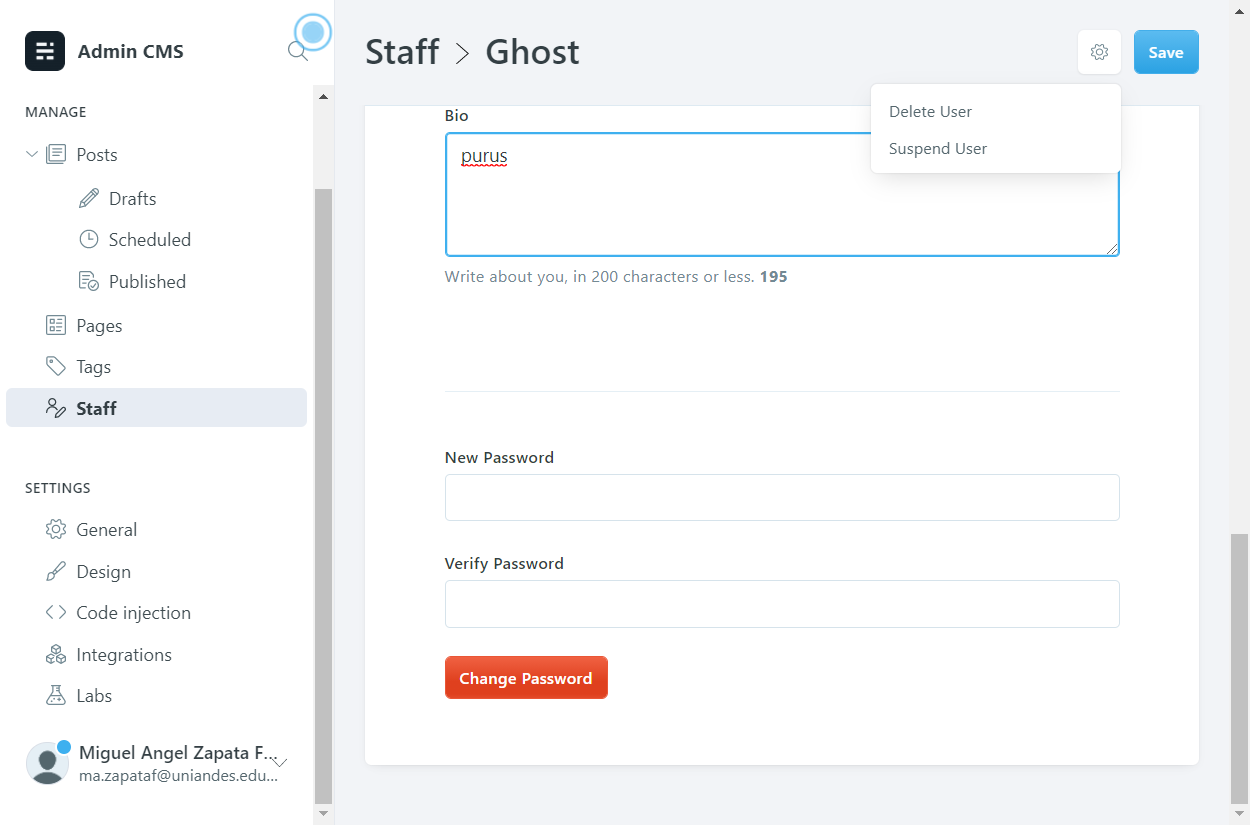 Admin CMS
MANAGE
Posts
Drafts
Scheduled
Published
Pages
Tags
Staff
SETTINGS
General
Design
Code injection
Integrations
Labs
Miguel Angel Zapata F...
ma.zapataf@uniandes.edu...
Staff > Ghost
Save
Delete User
Suspend User
Bio
purus
Write about you, in 200 characters or less. 195
New Password
Verify Password
Change Password